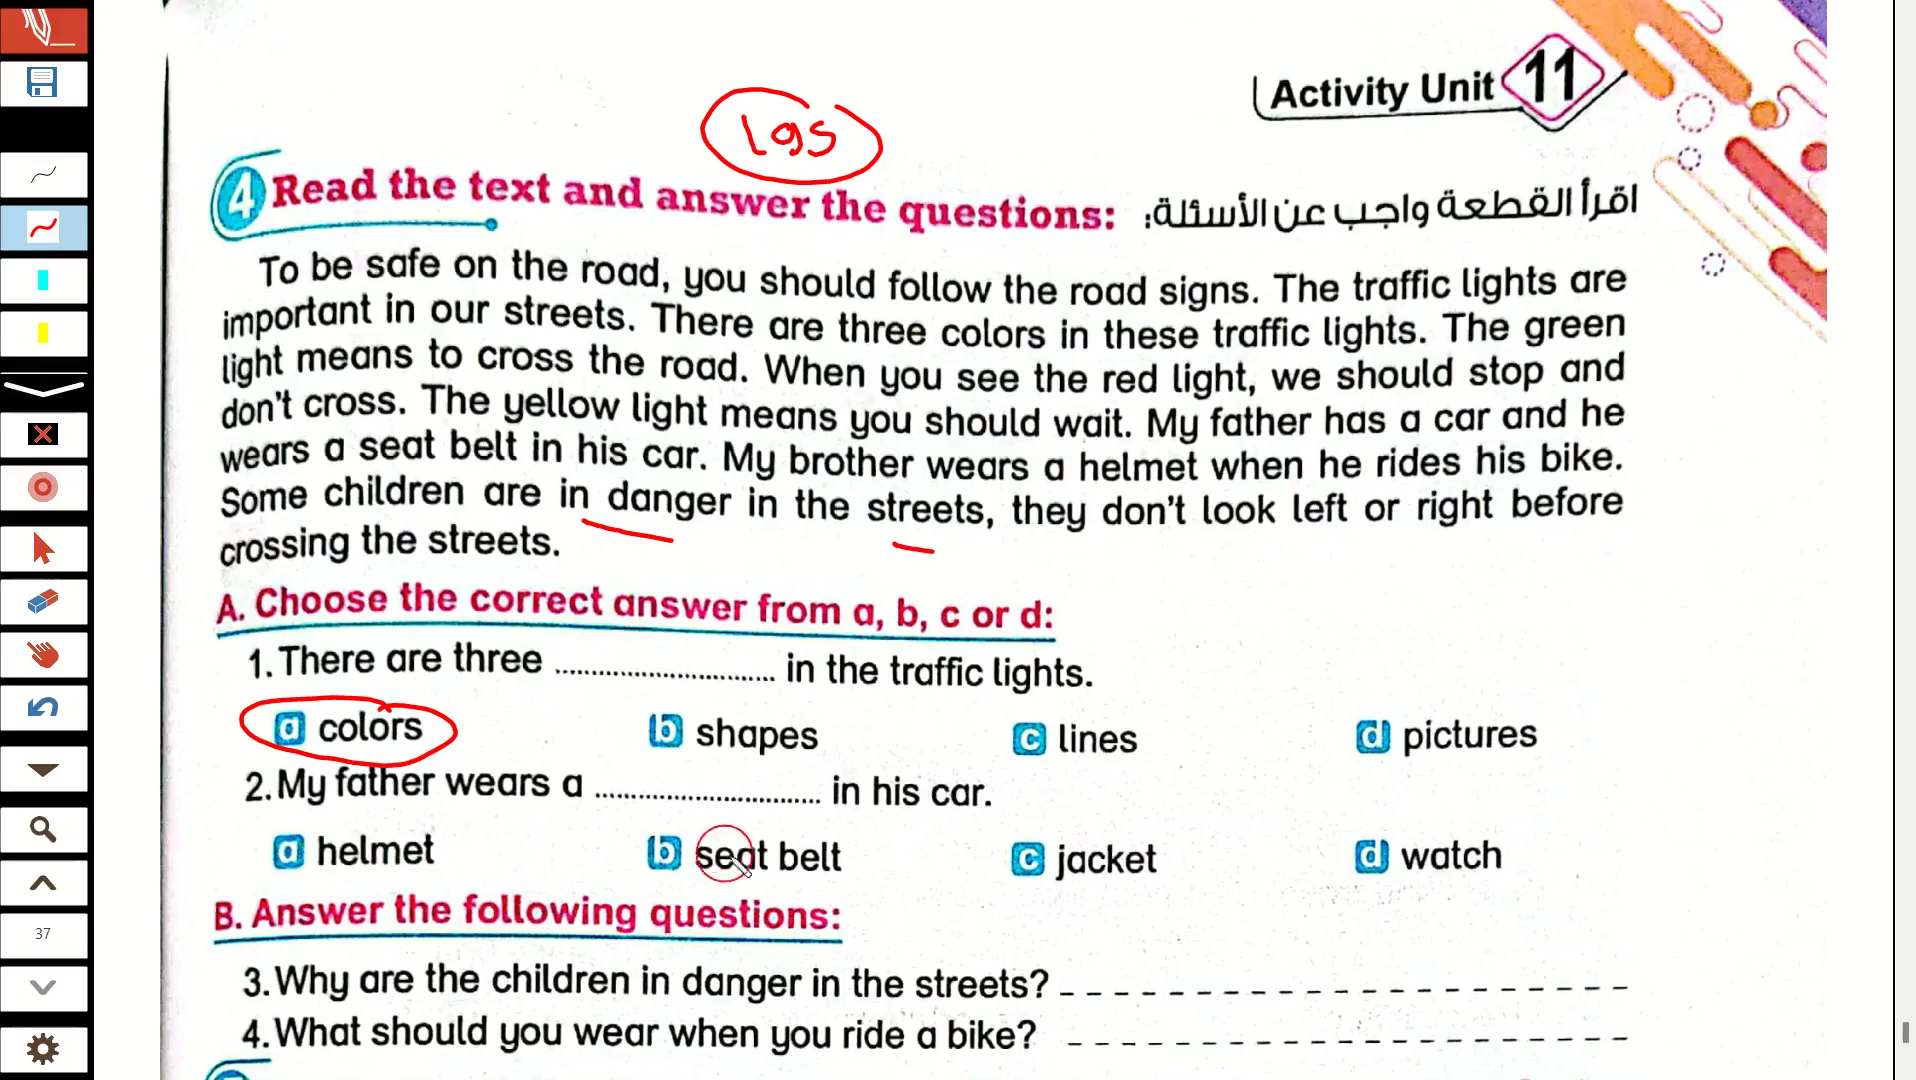 Activity Unit 11
195
4 Read the text and answer the questions: اقرأ القطعة واجب عن الأسئلة:
To be safe on the road, you should follow the road signs. The traffic lights are
important in our streets. There are three colors in these traffic lights. The green
light means to cross the road. When you see the red light, we should stop and
don't cross. The yellow light means you should wait. My father has a car and he
wears a seat belt in his car. My brother wears a helmet when he rides his bike.
Some children are in danger in the streets, they don't look left or right before
crossing the streets.
A. Choose the correct answer from a, b, c or d:
1. There are three .............................. in the traffic lights.
a colors b shapes c lines d pictures
2. My father wears a .............................. in his car.
a helmet b seat belt c jacket d watch
B. Answer the following questions:
3. Why are the children in danger in the streets? _ _ _ _ _ _ _ _ _ _ _ _ _ _ _ _ _ _ _ _ _
4. What should you wear when you ride a bike? _ _ _ _ _ _ _ _ _ _ _ _ _ _ _ _ _ _ _ _ _
37